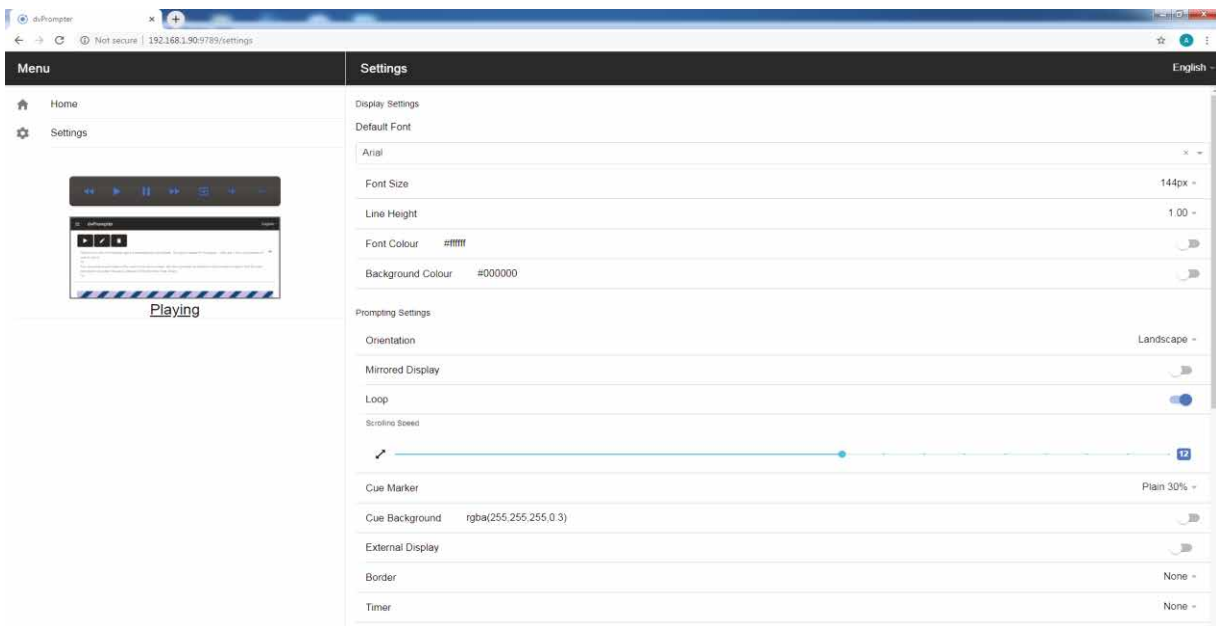 dvPrompter
Not secure | 192.168.1.90:9789/settings
Menu
Settings
English
Home
Settings
Playing
Display Settings
Default Font
Arial
Font Size 144px
Line Height 1.00
Font Colour #ffffff
Background Colour #000000
Prompting Settings
Orientation Landscape
Mirrored Display
Loop
Scrolling Speed
12
Cue Marker Plain 30%
Cue Background rgba(255,255,255,0.3)
External Display
Border None
Timer None